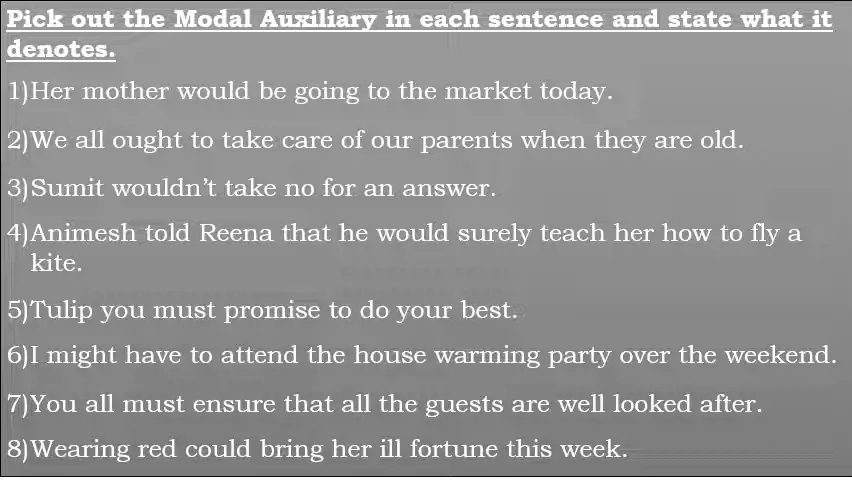 Pick out the Modal Auxiliary in each sentence and state what it
denotes.
1)Her mother would be going to the market today.
2)We all ought to take care of our parents when they are old.
3)Sumit wouldn’t take no for an answer.
4)Animesh told Reena that he would surely teach her how to fly a
kite.
5)Tulip you must promise to do your best.
6)I might have to attend the house warming party over the weekend.
7)You all must ensure that all the guests are well looked after.
8)Wearing red could bring her ill fortune this week.